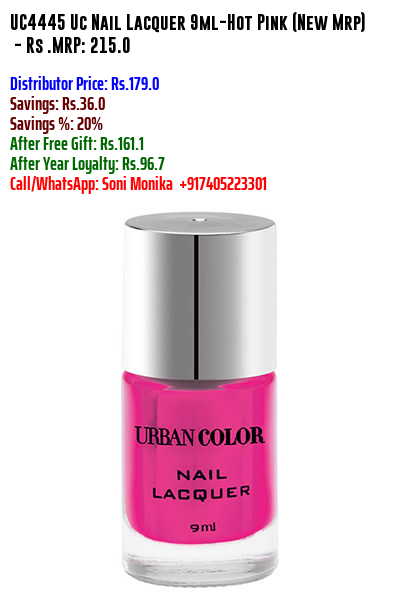 UC4445 Uc Nail Lacquer 9ml-Hot Pink (New Mrp)
- Rs .MRP: 215.0
Distributor Price: Rs.179.0
Savings: Rs.36.0
Savings %: 20%
After Free Gift: Rs.161.1
After Year Loyalty: Rs.96.7
Call/WhatsApp: Soni Monika +917405223301
URBAN COLOR
NAIL
LACQUER
9ml